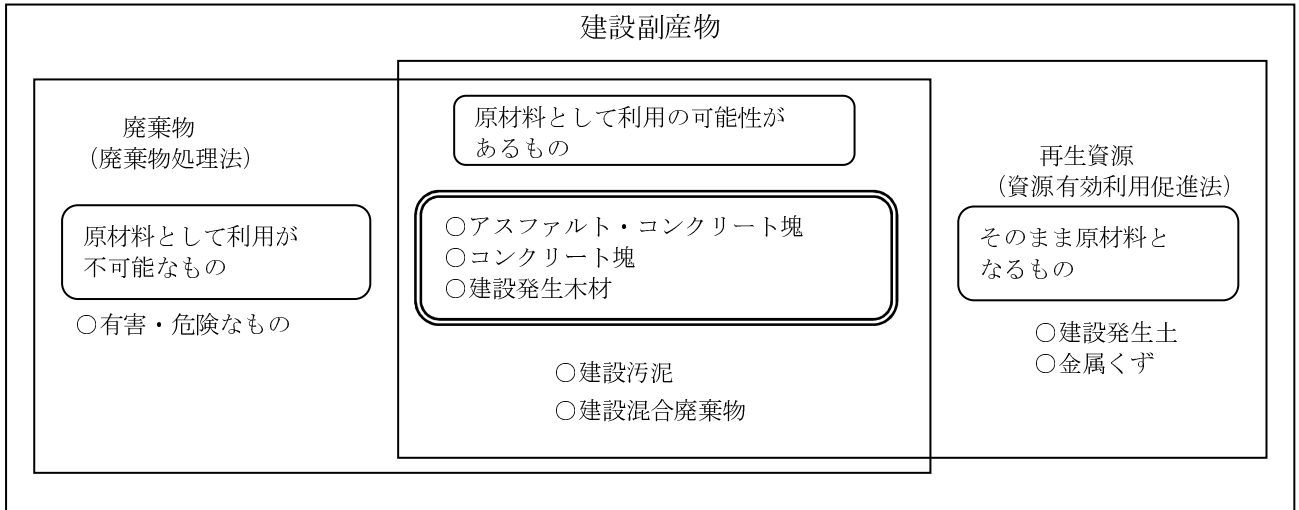 建設副産物
廃棄物
（廃棄物処理法）
原材料として利用が
不可能なもの
○有害・危険なもの
原材料として利用の可能性が
あるもの
○アスファルト・コンクリート塊
○コンクリート塊
○建設発生木材
○建設汚泥
○建設混合廃棄物
再生資源
（資源有効利用促進法）
そのまま原材料と
なるもの
○建設発生土
○金属くず